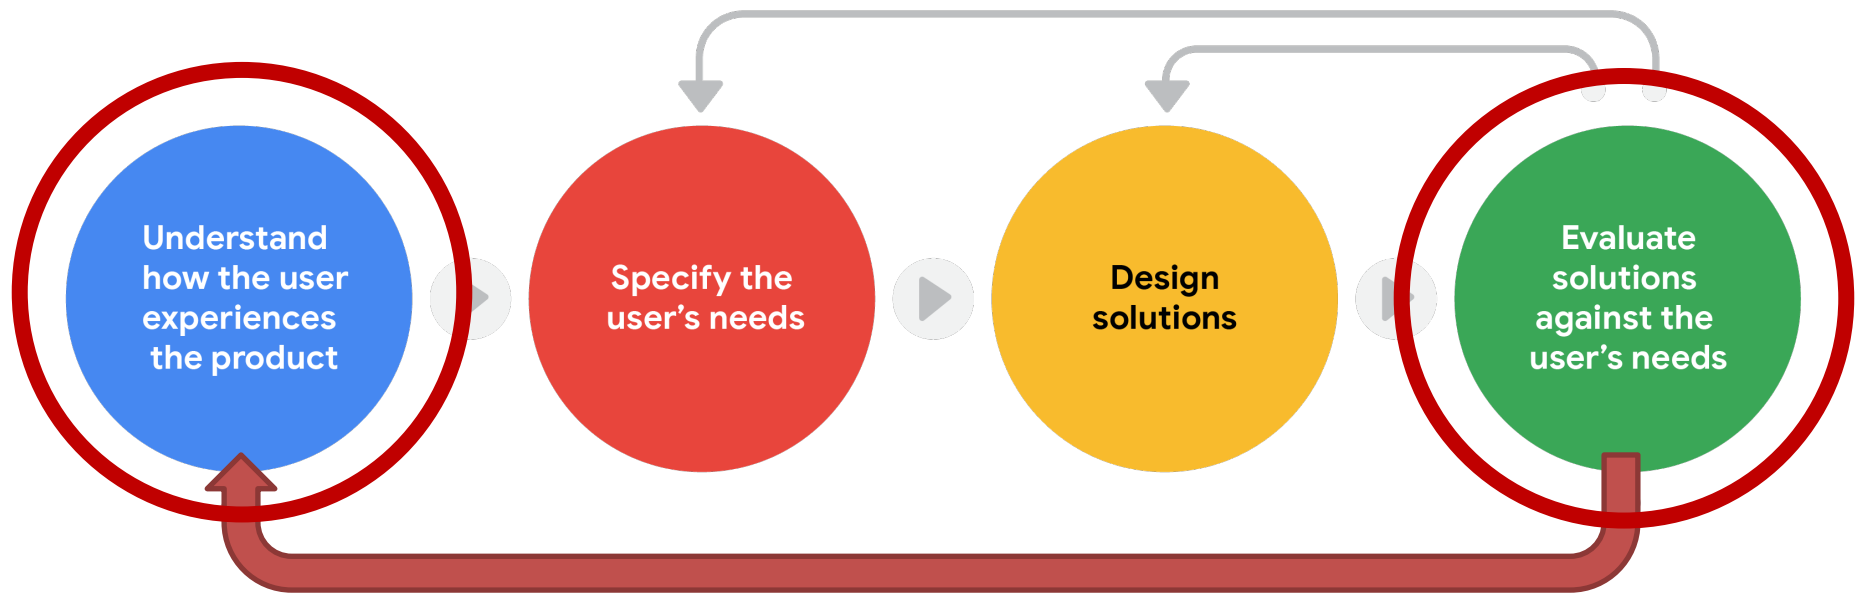 Understand
how the user
experiences
the product
Specify the
user's needs
Design
solutions
Evaluate
solutions
against the
user's needs